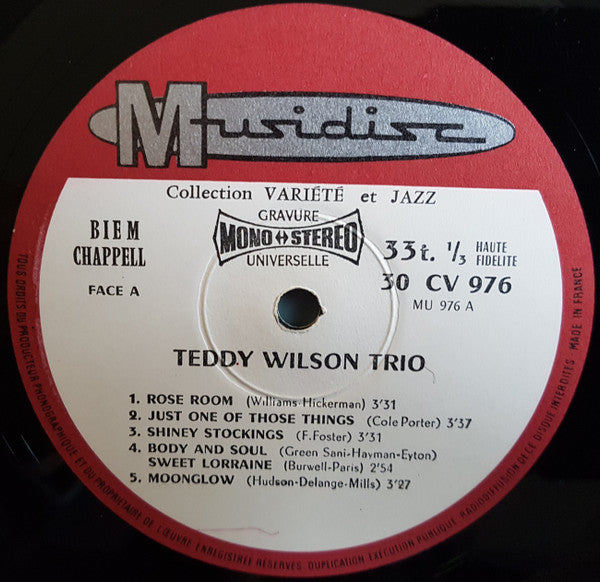 Musidisc
Collection VARIÉTÉ et JAZZ
BIEM
CHAPPELL
FACE A
GRAVURE
MONO↔STEREO
UNIVERSELLE
33t. 1/3 HAUTE FIDELITE
30 CV 976
MU 976 A
TEDDY WILSON TRIO
1. ROSE ROOM (Williams-Hickerman) 3'31
2. JUST ONE OF THOSE THINGS (Cole Porter) 3'37
3. SHINEY STOCKINGS (F. Foster) 3'31
4. BODY AND SOUL (Green Sani-Hayman-Eyton)
SWEET LORRAINE (Burwell-Paris) 2'54
5. MOONGLOW (Hudson-Delange-Mills) 3'27
TOUS DROITS DU PRODUCTEUR PHONOGRAPHIQUE ET DU PROPRIETAIRE DE L'ŒUVRE ENREGISTREE RESERVES. DUPLICATION EXECUTION PUBLIQUE RADIODIFFUSION DE CE DISQUE INTERDITES. MADE IN FRANCE